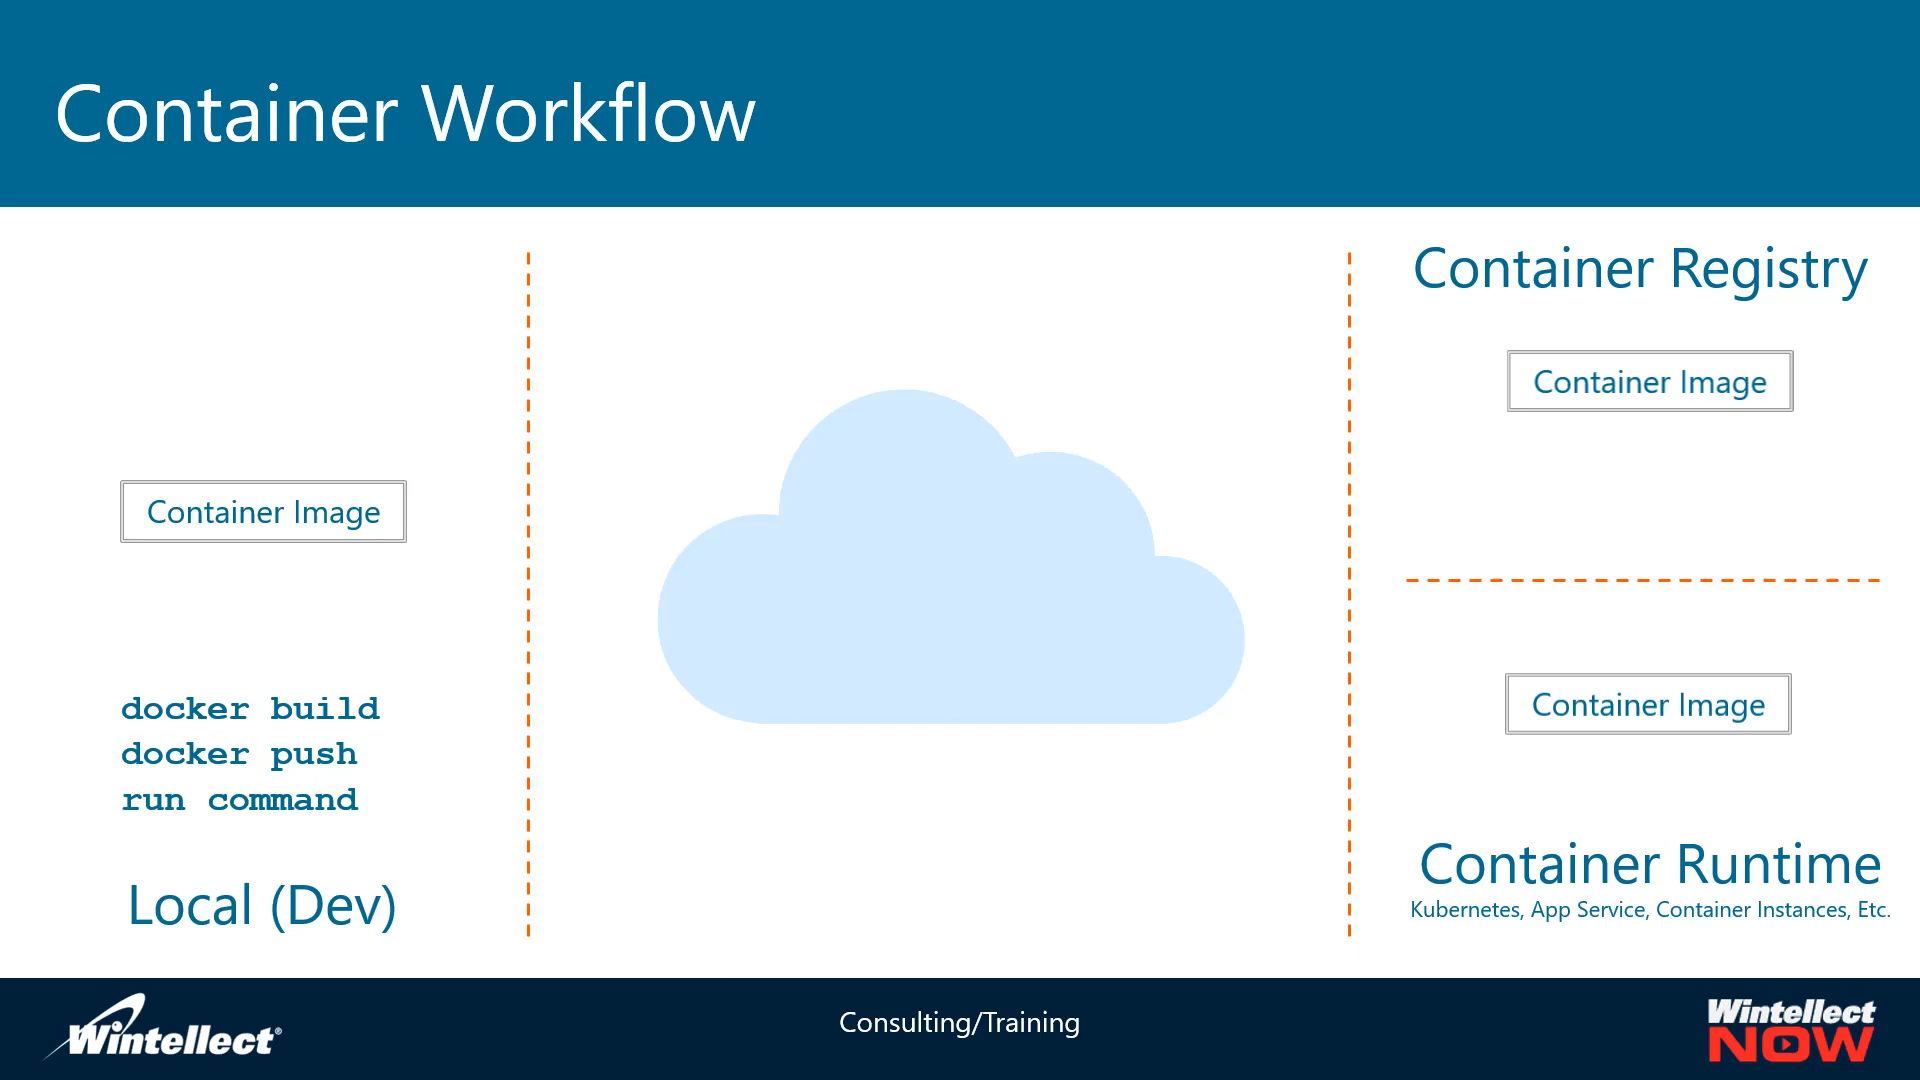 Container Workflow
Container Image
docker build
docker push
run command
Local (Dev)
Container Registry
Container Image
Container Image
Container Runtime
Kubernetes, App Service, Container Instances, Etc.
Wintellect®
Consulting/Training
Wintellect
NOW